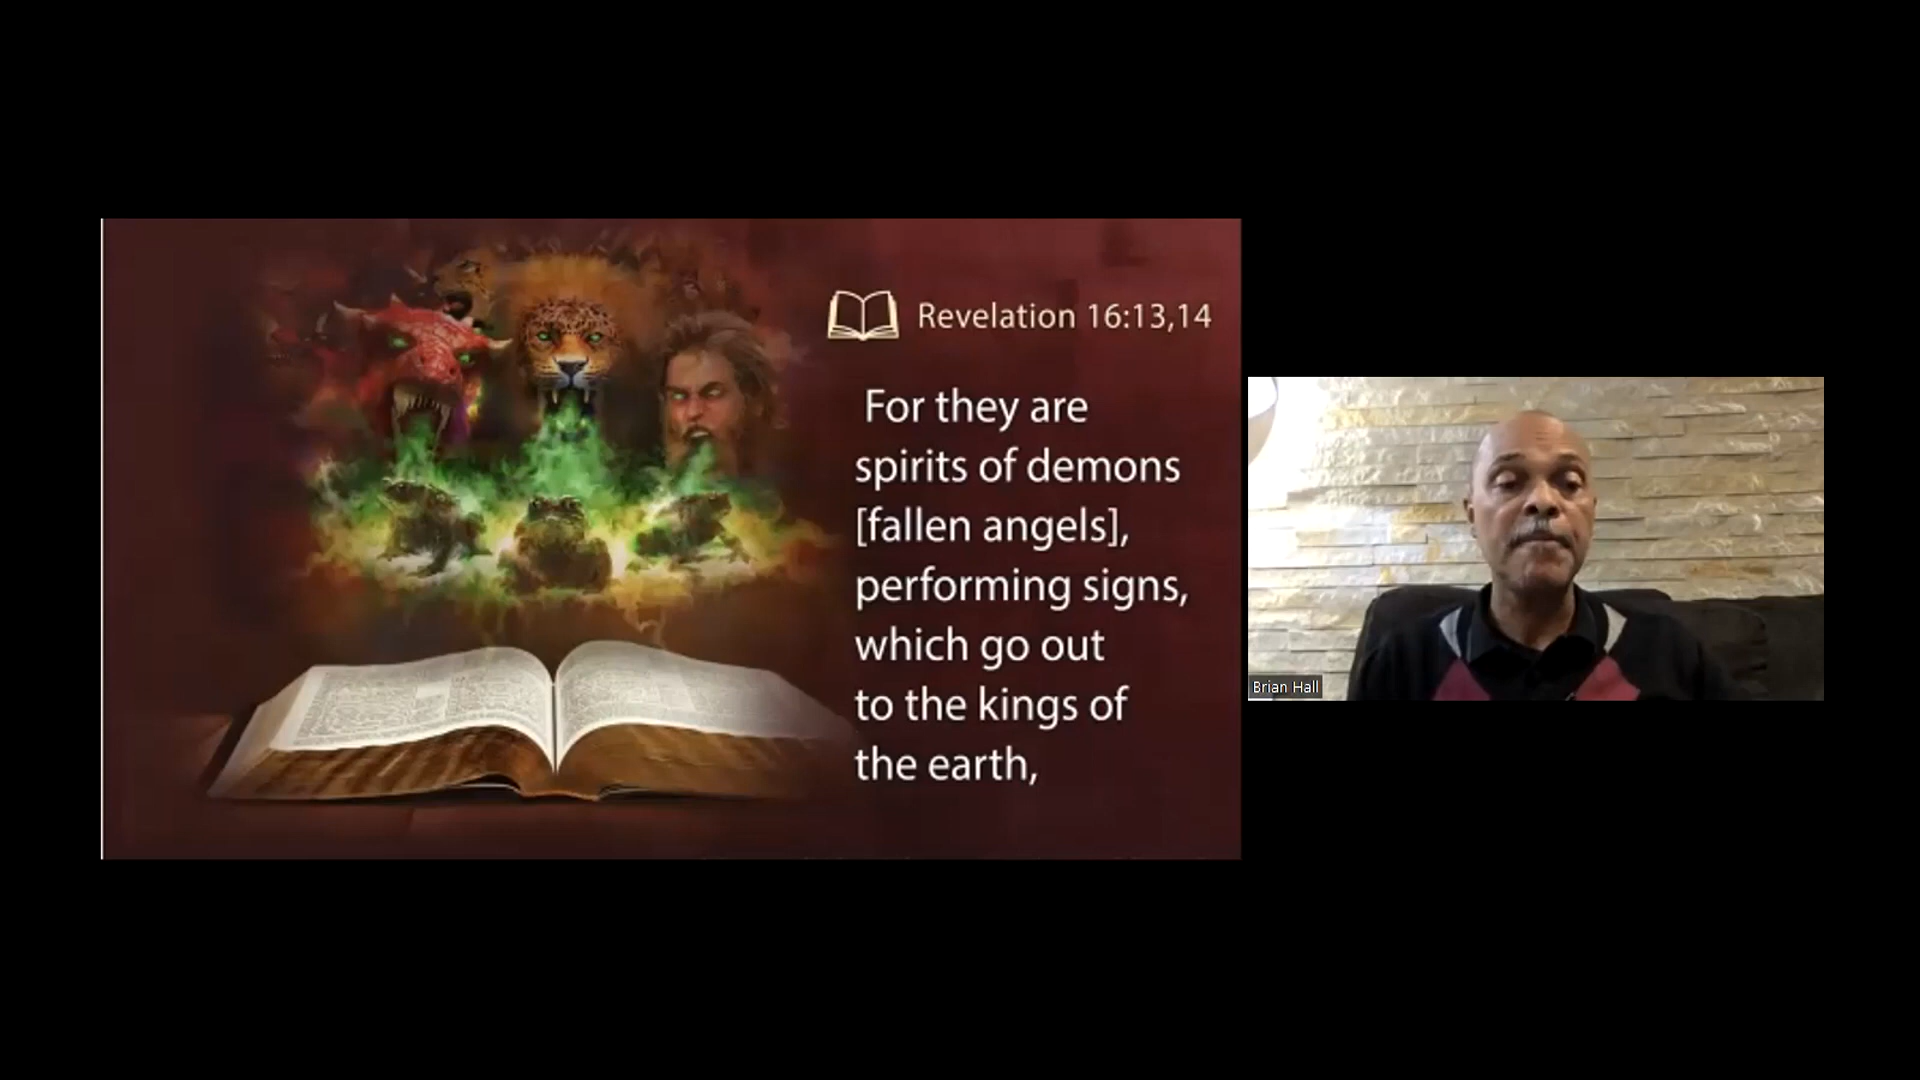 Revelation 16:13,14
For they are
spirits of demons
[fallen angels],
performing signs,
which go out
to the kings of
the earth,
Brian Hall